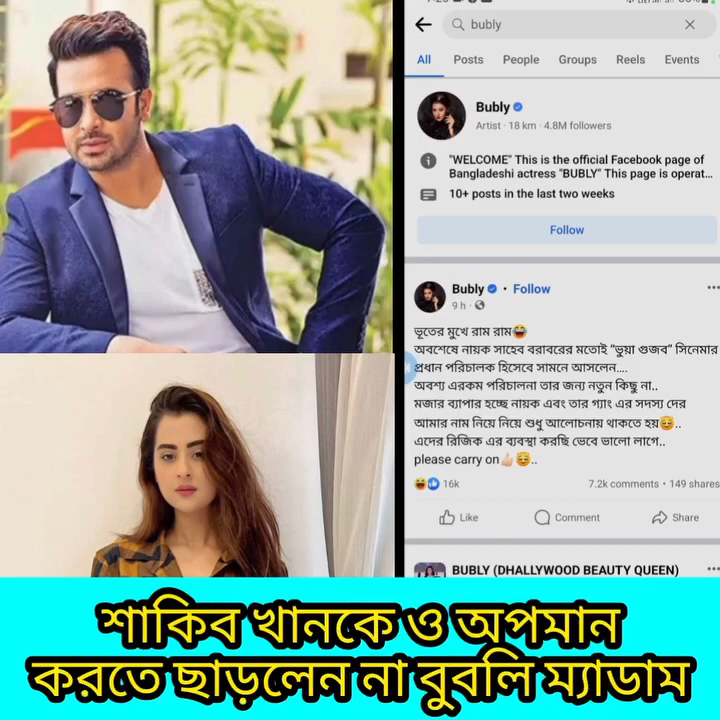 bubly
All Posts People Groups Reels Events
Bubly
Artist · 18 km · 4.8M followers
"WELCOME" This is the official Facebook page of
Bangladeshi actress "BUBLY" This page is operat...
10+ posts in the last two weeks
Follow
Bubly • Follow
9 h ·
ভূতের মুখে রাম রাম😂
অবশেষে নায়ক সাহেব বরাবরের মতোই "ভুয়া গুজব" সিনেমার
প্রধান পরিচালক হিসেবে সামনে আসলেন....
অবশ্য এরকম পরিচালনা তার জন্য নতুন কিছু না..
মজার ব্যাপার হচ্ছে নায়ক এবং তার গ্যাং এর সদস্য দের
আমার নাম নিয়ে নিয়ে শুধু আলোচনায় থাকতে হয়😇..
এদের রিজিক এর ব্যবস্থা করছি ভেবে ভালো লাগে..
please carry on👍🏻😇..
16k 7.2k comments • 149 shares
Like Comment Share
BUBLY (DHALLYWOOD BEAUTY QUEEN)
শাকিব খানকে ও অপমান
করতে ছাড়লেন না বুবলি ম্যাডাম